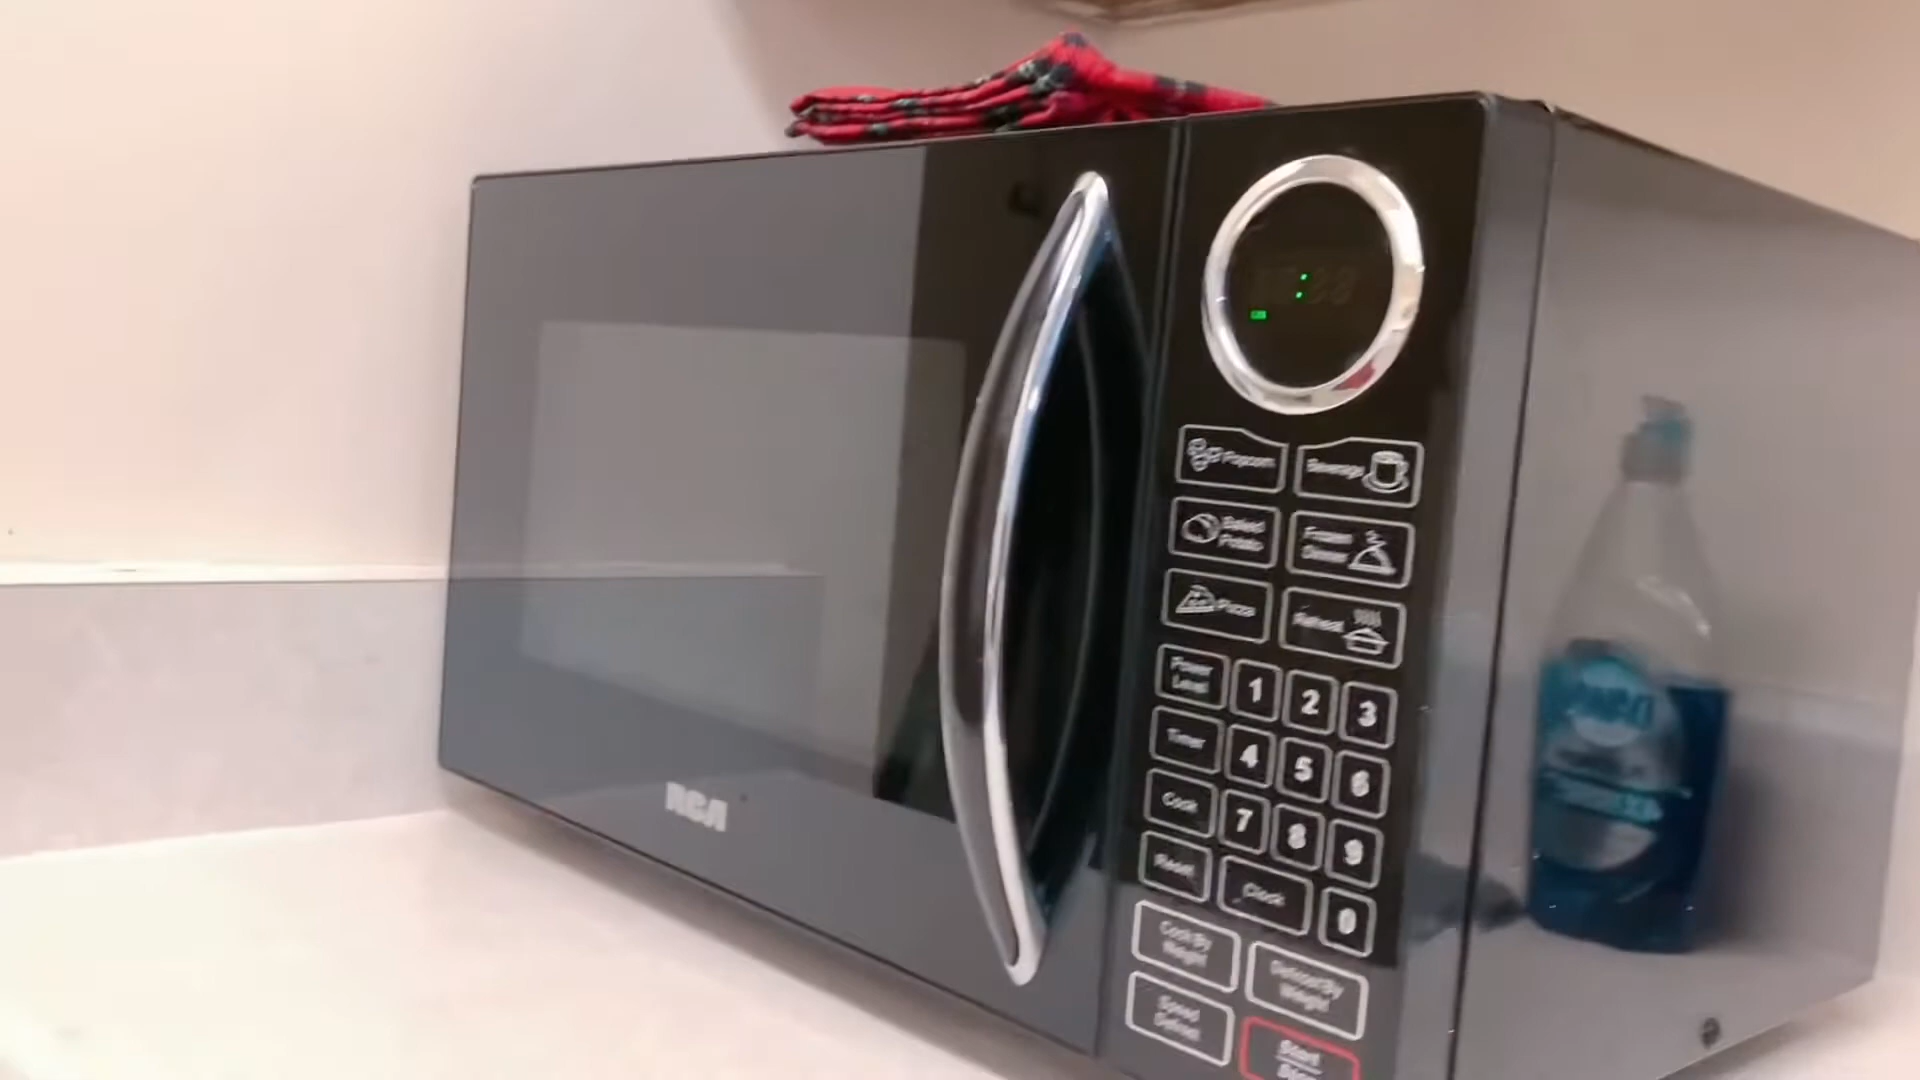 Popcorn
Beverage
Baked
Potato
Frozen
Dinner
Pizza
Reheat
Power
Level
1
2
3
Timer
4
5
6
Cook
7
8
9
Reset
Clock
0
Cook By
Weight
Defrost By
Weight
Speed
Defrost
Start
Stop
RCA